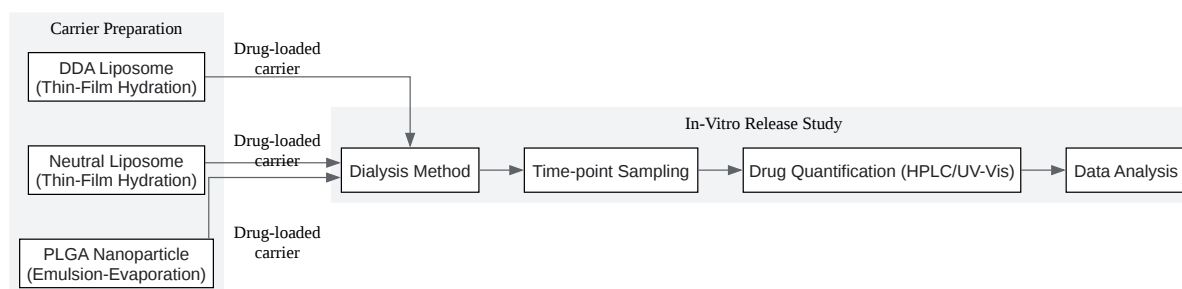 Carrier Preparation
DDA Liposome
(Thin-Film Hydration)
Drug-loaded
carrier
Neutral Liposome
(Thin-Film Hydration)
Drug-loaded
carrier
PLGA Nanoparticle
(Emulsion-Evaporation)
Drug-loaded
carrier
In-Vitro Release Study
Dialysis Method
Time-point Sampling
Drug Quantification (HPLC/UV-Vis)
Data Analysis